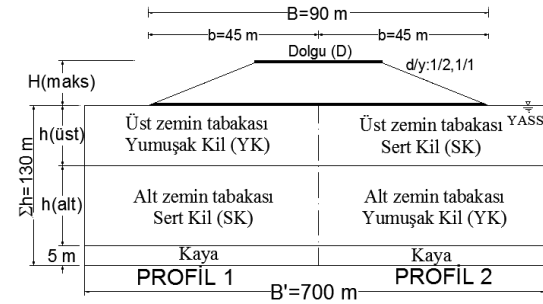 B=90 m
b=45 m b=45 m
Dolgu (D)
d/y:1/2,1/1
H(maks)
YASS
h(üst)
Üst zemin tabakası
Yumuşak Kil (YK)
Üst zemin tabakası
Sert Kil (SK)
Σh=130 m
h(alt)
Alt zemin tabakası
Sert Kil (SK)
Alt zemin tabakası
Yumuşak Kil (YK)
5 m
Kaya Kaya
PROFİL 1 PROFİL 2
B'=700 m